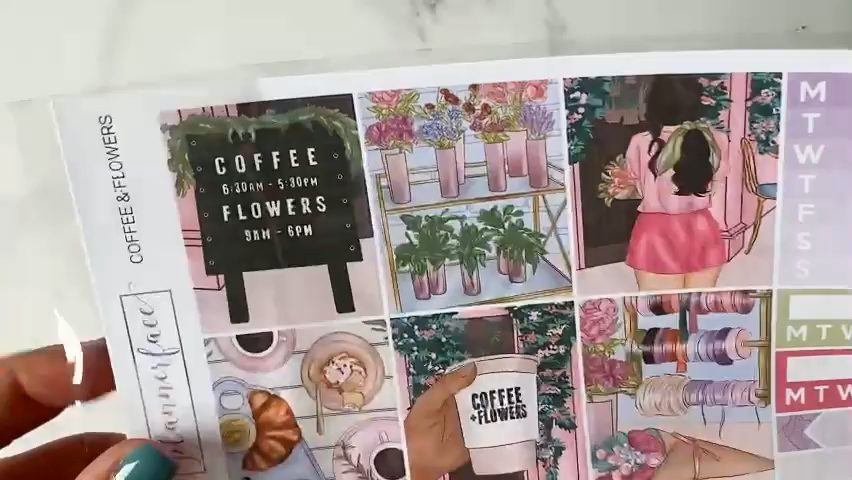 COFFEE & FLOWERS
plannerface
COFFEE
6:30AM - 5:30PM
FLOWERS
9AM - 6PM
COFFEE
+FLOWERS
M
T
W
T
F
S
S
M T W
M T W